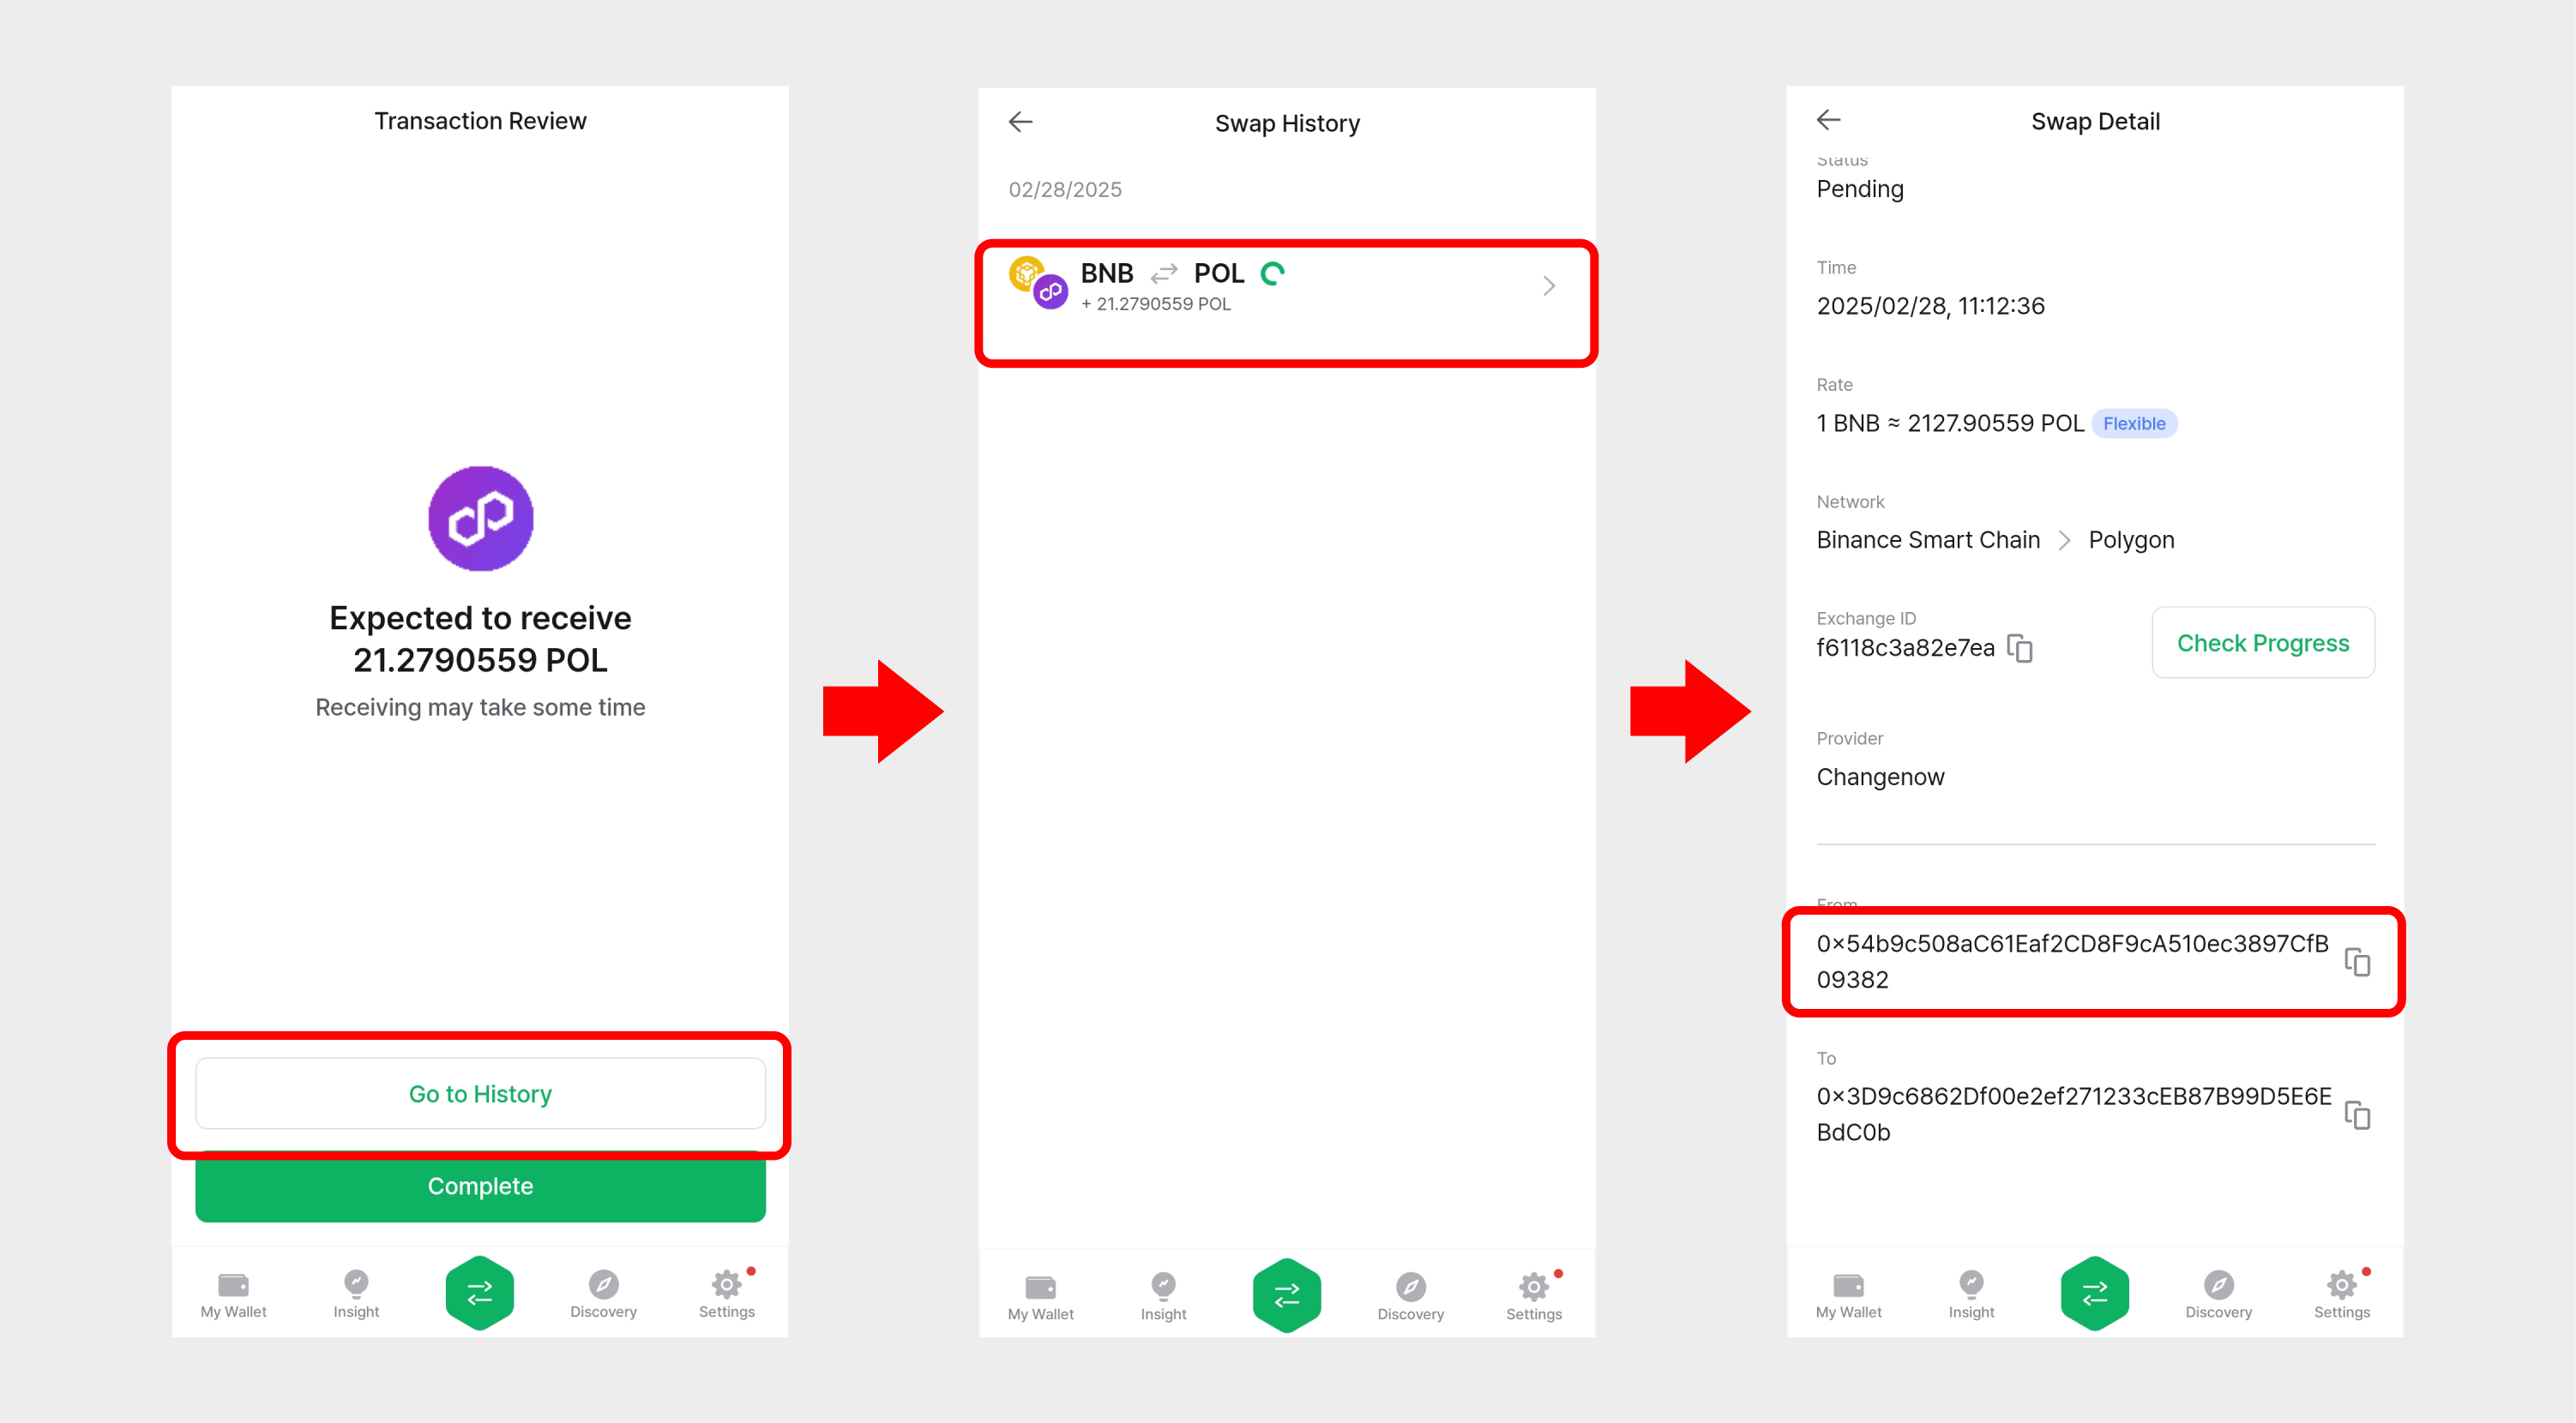 Transaction Review
Expected to receive
21.2790559 POL
Receiving may take some time
Go to History
Complete
My Wallet
Insight
Discovery
Settings
Swap History
02/28/2025
BNB POL
+ 21.2790559 POL
My Wallet
Insight
Discovery
Settings
Swap Detail
Status
Pending
Time
2025/02/28, 11:12:36
Rate
1 BNB ≈ 2127.90559 POL Flexible
Network
Binance Smart Chain > Polygon
Exchange ID
f6118c3a82e7ea
Check Progress
Provider
Changenow
From
0×54b9c508aC61Eaf2CD8F9cA510ec3897CfB
09382
To
0×3D9c6862Df00e2ef271233cEB87B99D5E6E
BdC0b
My Wallet
Insight
Discovery
Settings